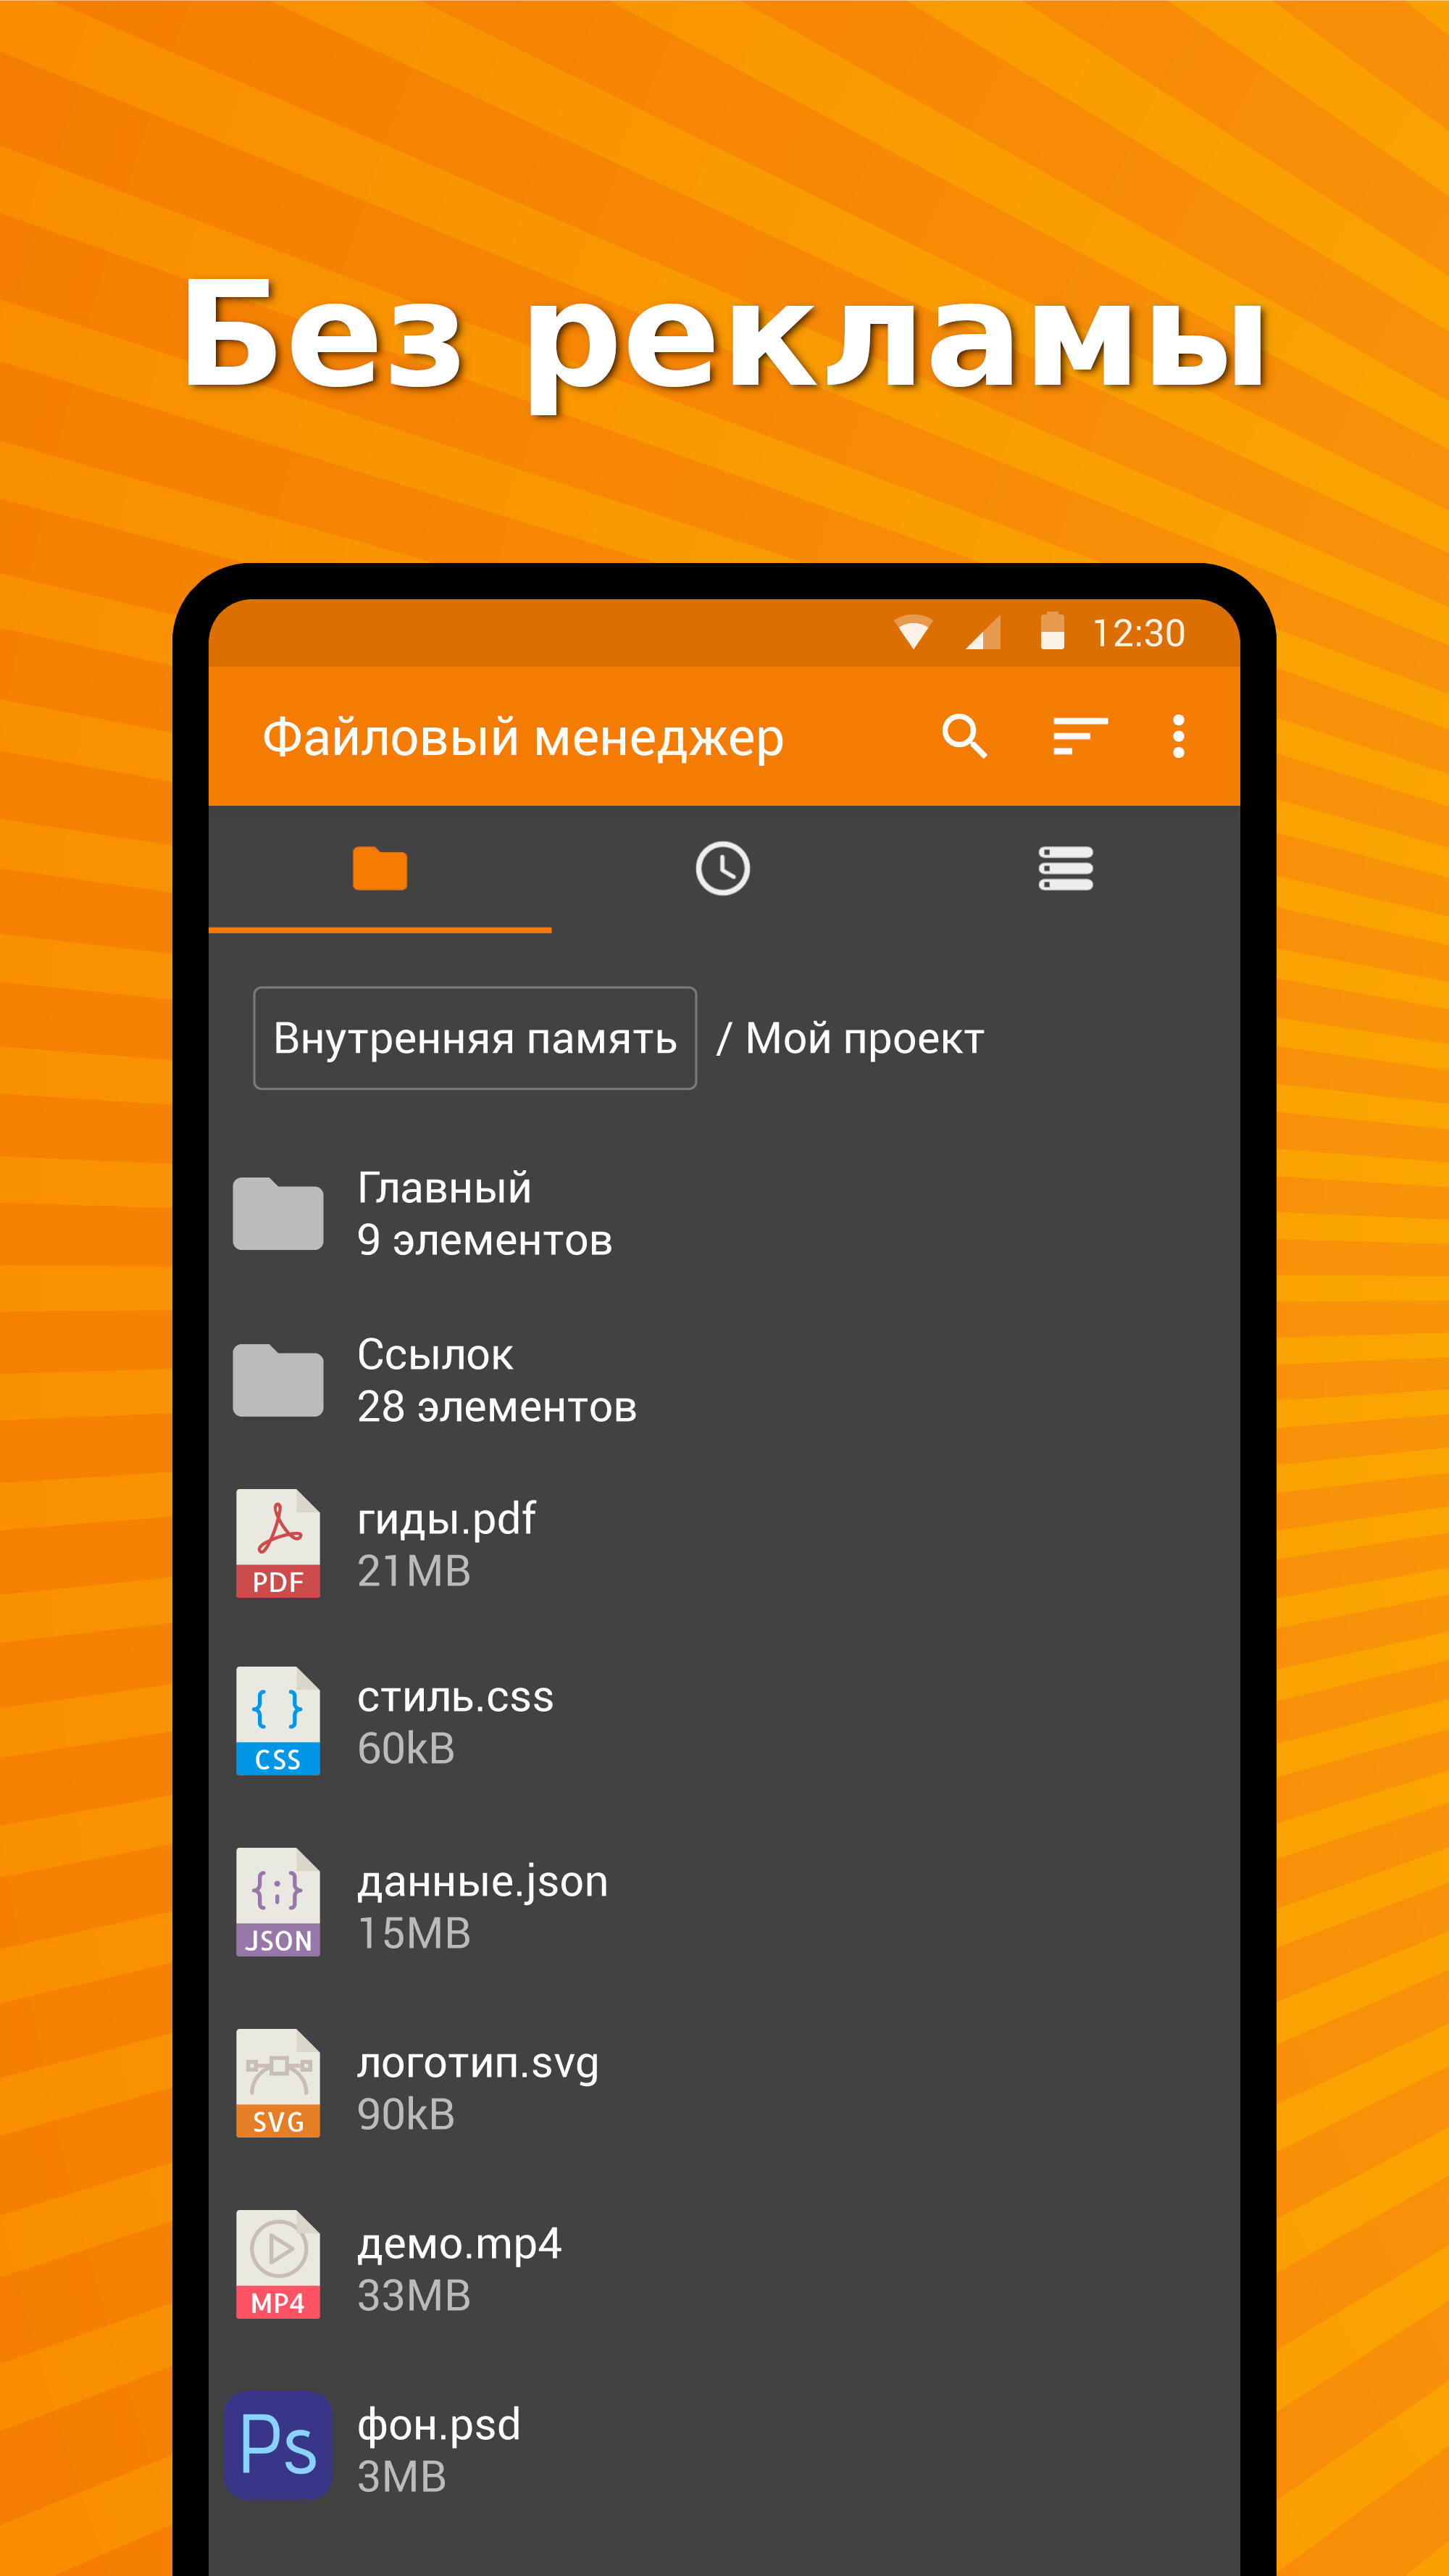 Без рекламы
12:30
Файловый менеджер
Внутренняя память / Мой проект
Главный
9 элементов
Ссылок
28 элементов
PDF
гиды.pdf
21MB
{ }
CSS
стиль.css
60kB
{;}
JSON
данные.json
15MB
SVG
логотип.svg
90kB
MP4
демо.mp4
33MB
Ps
фон.psd
3MB